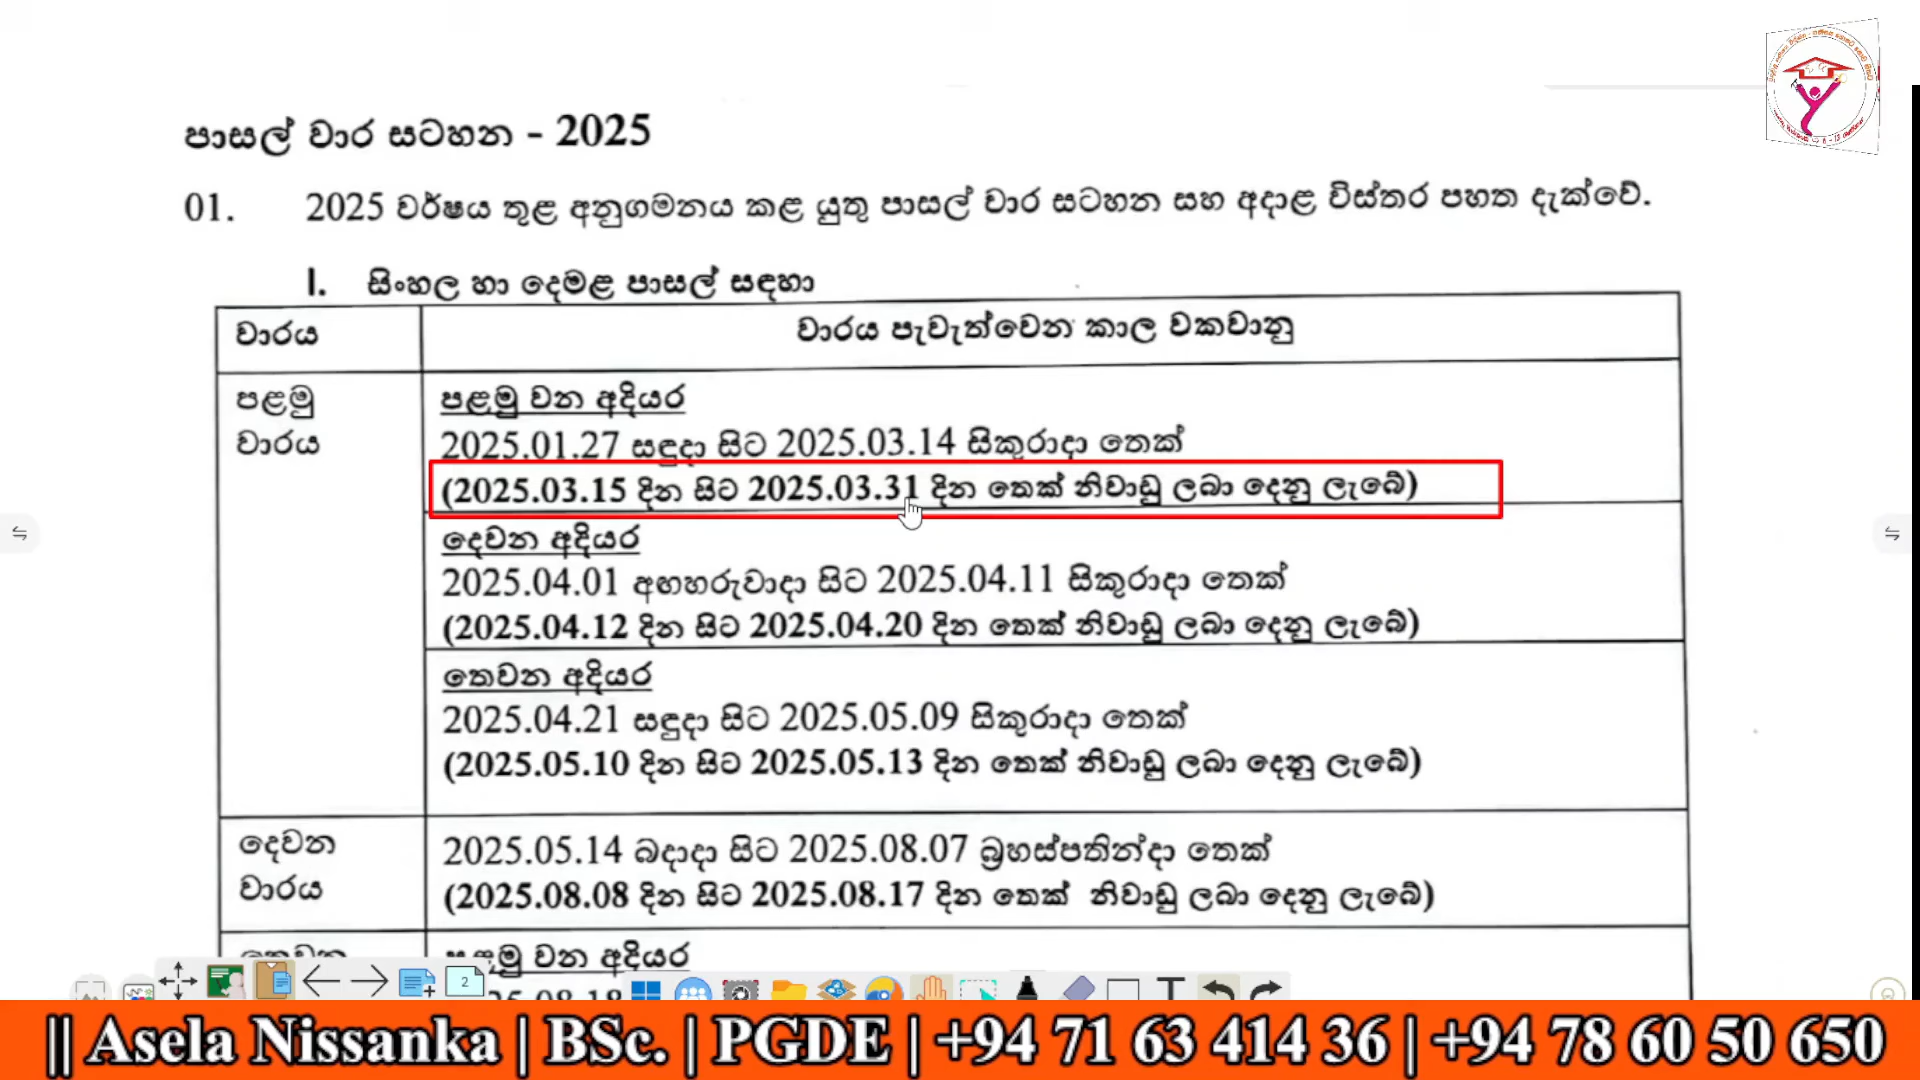 පාසල් වාර සටහන - 2025
01. 2025 වර්ෂය තුළ අනුගමනය කළ යුතු පාසල් වාර සටහන සහ අදාළ විස්තර පහත දැක්වේ.
I. සිංහල හා දෙමළ පාසල් සඳහා
වාරය
වාරය පැවැත්වෙන කාල වකවානු
පළමු
වාරය
පළමු වන අදියර
2025.01.27 සඳුදා සිට 2025.03.14 සිකුරාදා තෙක්
(2025.03.15 දින සිට 2025.03.31 දින තෙක් නිවාඩු ලබා දෙනු ලැබේ)
දෙවන අදියර
2025.04.01 අඟහරුවාදා සිට 2025.04.11 සිකුරාදා තෙක්
(2025.04.12 දින සිට 2025.04.20 දින තෙක් නිවාඩු ලබා දෙනු ලැබේ)
තෙවන අදියර
2025.04.21 සඳුදා සිට 2025.05.09 සිකුරාදා තෙක්
(2025.05.10 දින සිට 2025.05.13 දින තෙක් නිවාඩු ලබා දෙනු ලැබේ)
දෙවන
වාරය
2025.05.14 බදාදා සිට 2025.08.07 බ්‍රහස්පතින්දා තෙක්
(2025.08.08 දින සිට 2025.08.17 දින තෙක් නිවාඩු ලබා දෙනු ලැබේ)
වන අදියර
2
|| Asela Nissanka | BSc. | PGDE | +94 71 63 414 36 | +94 78 60 50 650